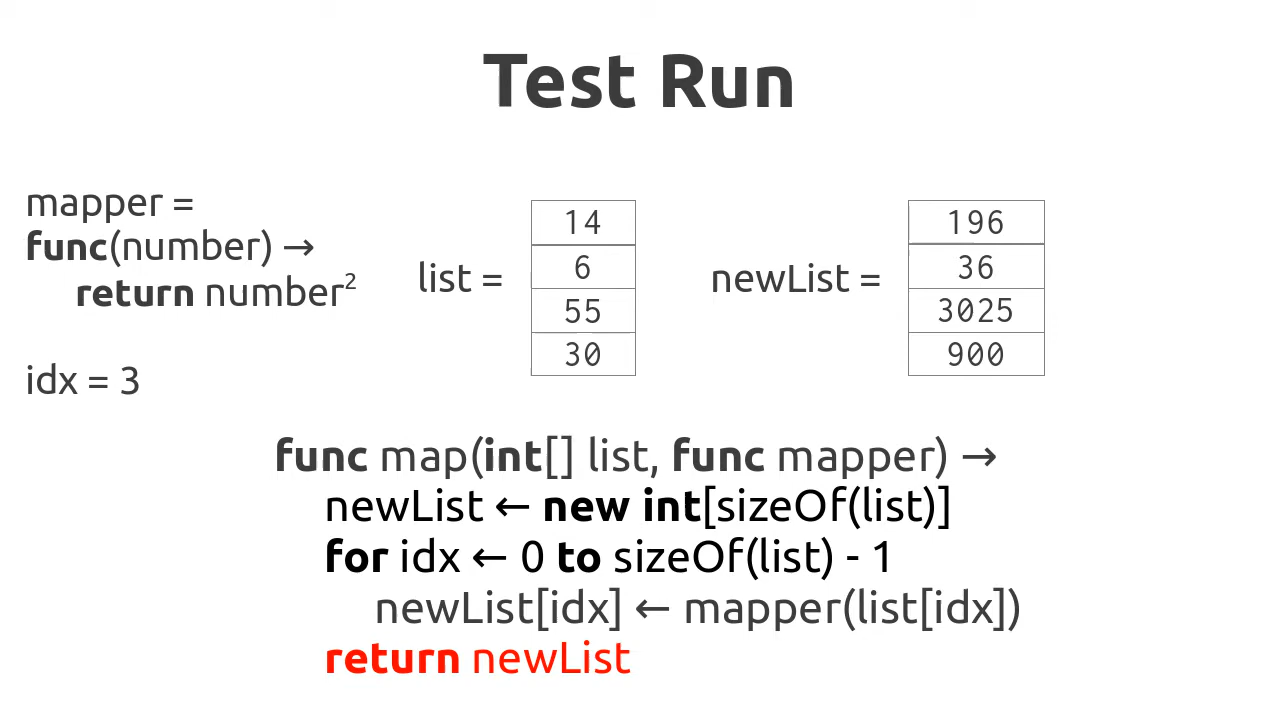 Test Run
mapper =
func(number) →
return number²
idx = 3
list =
14
6
55
30
newList =
196
36
3025
900
func map(int[] list, func mapper) →
newList ← new int[sizeOf(list)]
for idx ← 0 to sizeOf(list) - 1
newList[idx] ← mapper(list[idx])
return newList